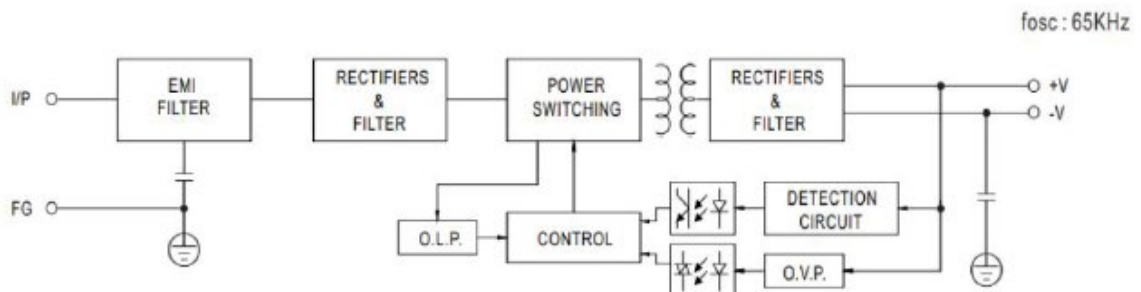 fosc : 65KHz
I/P
EMI
FILTER
RECTIFIERS
&
FILTER
POWER
SWITCHING
RECTIFIERS
&
FILTER
+V
-V
FG
O.L.P.
CONTROL
DETECTION
CIRCUIT
O.V.P.